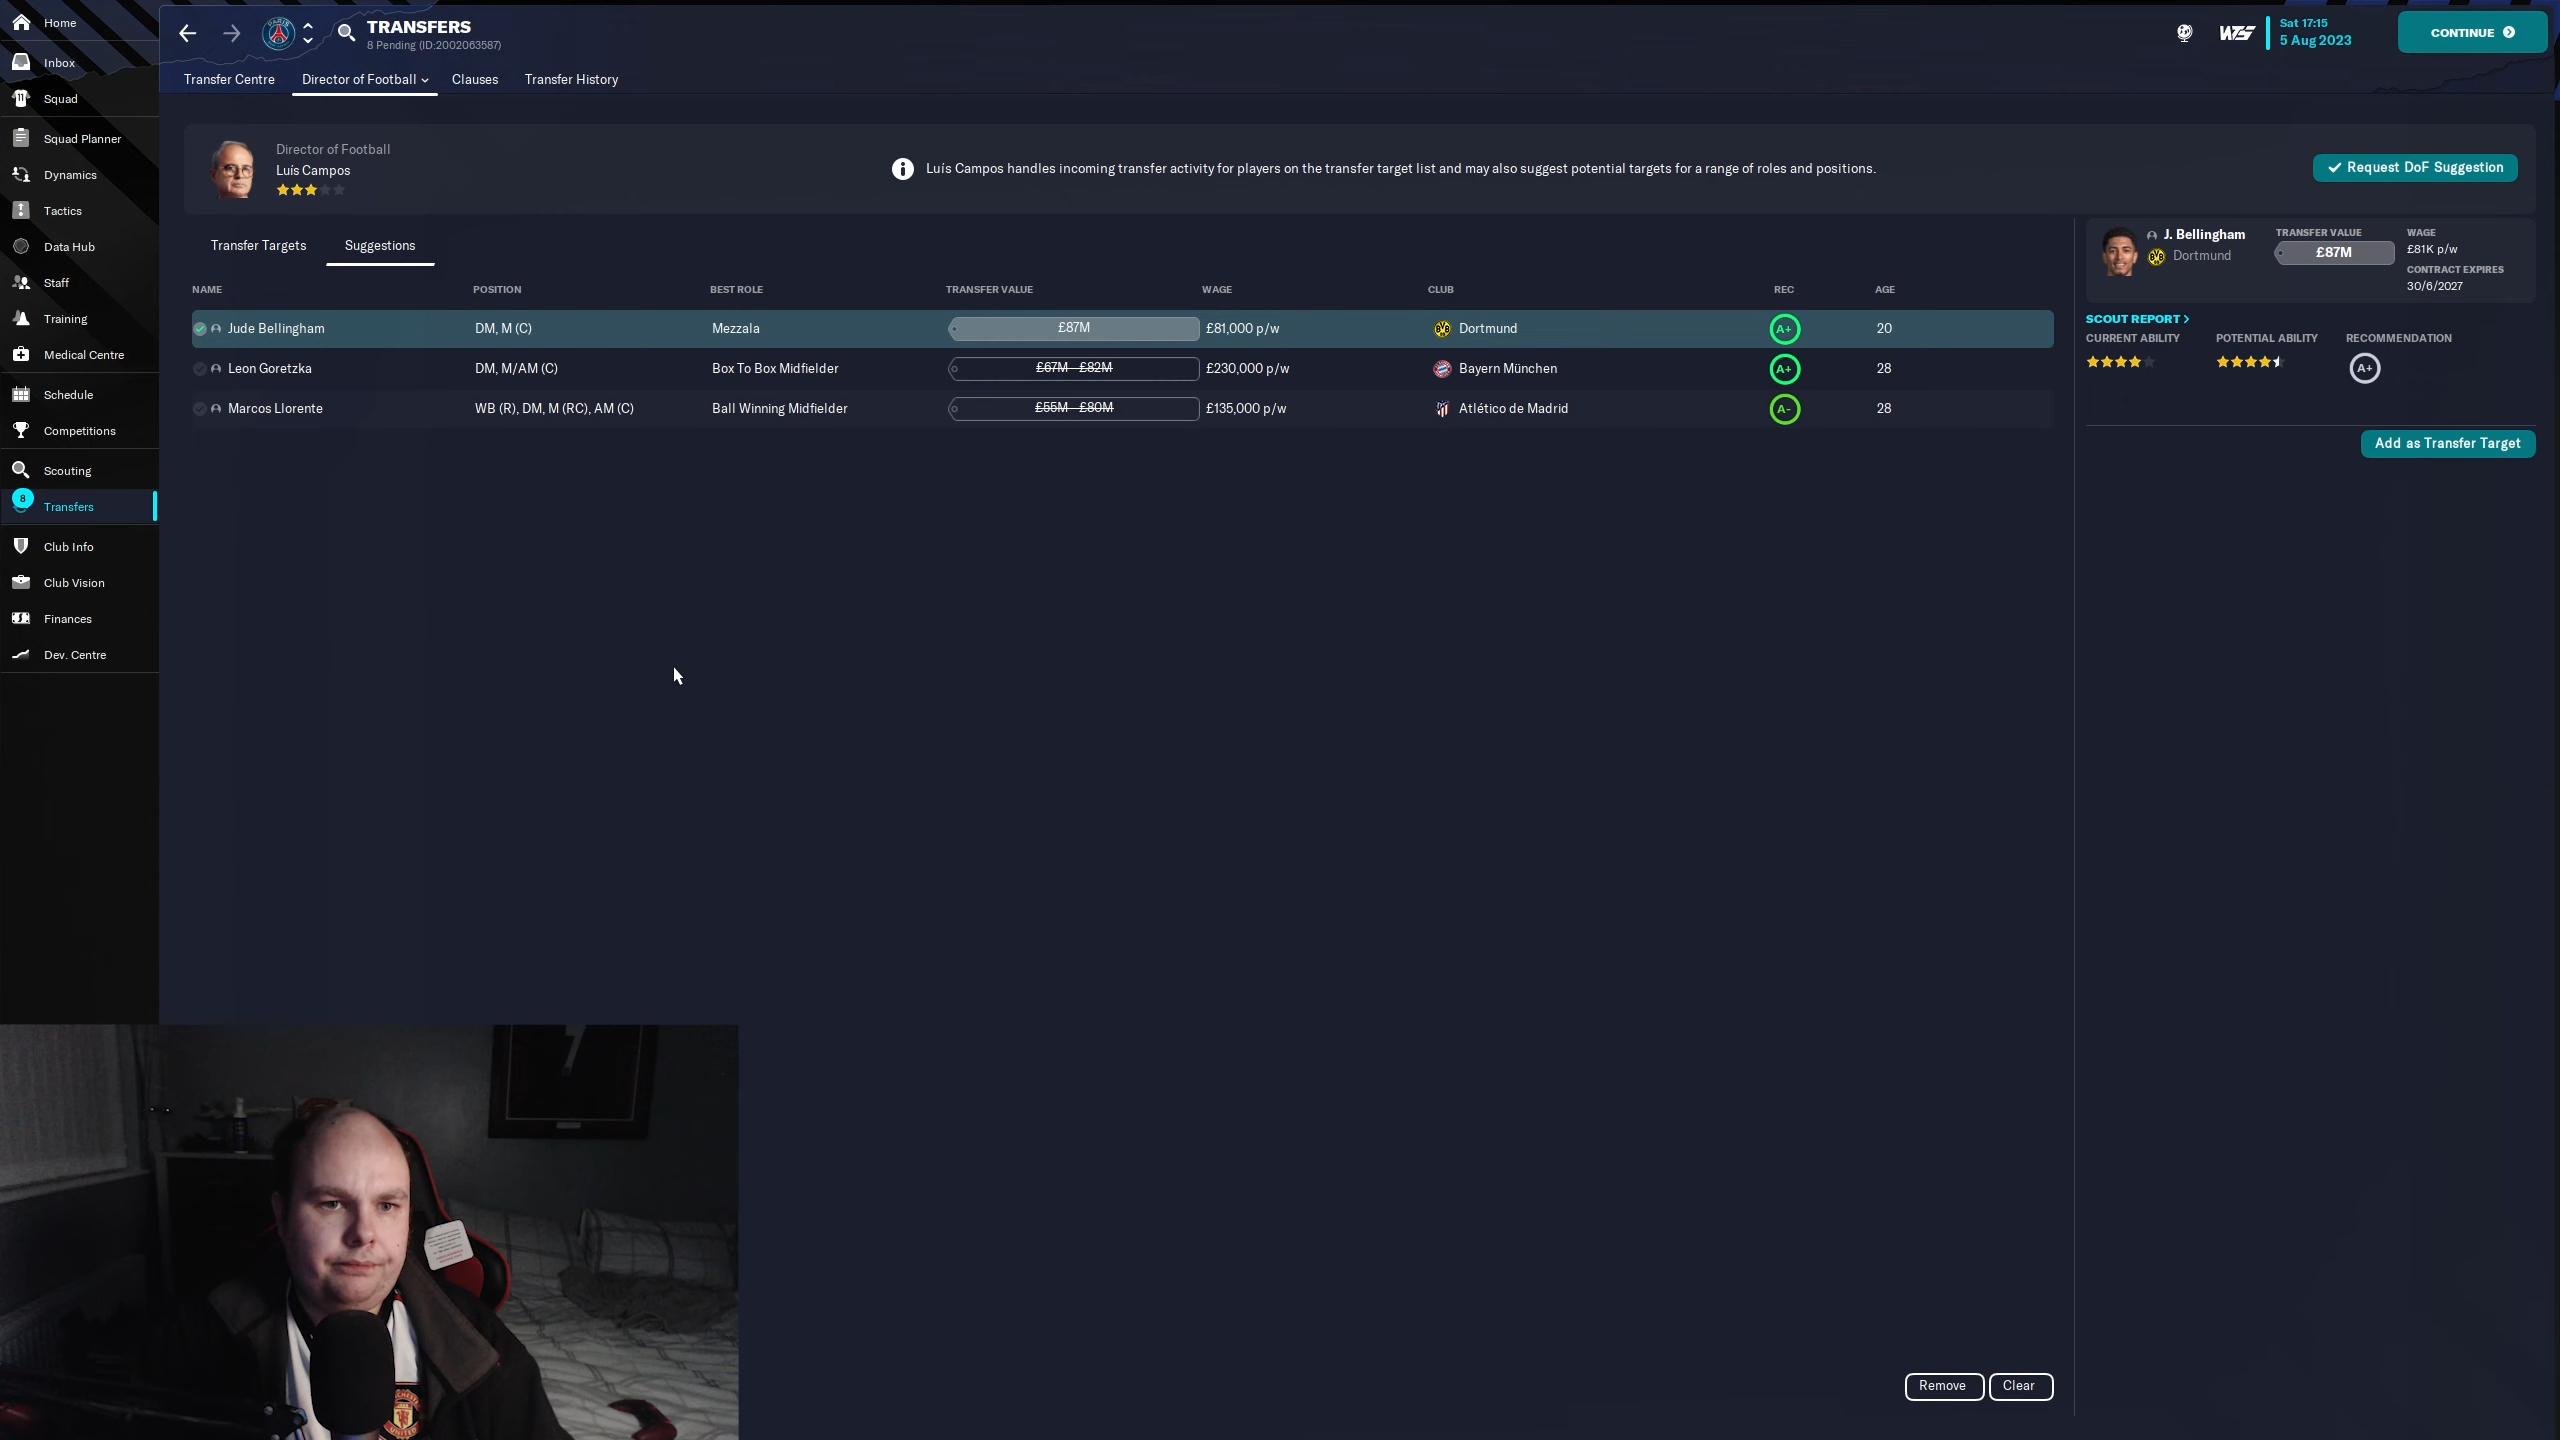 Home
Inbox
Squad
Squad Planner
Dynamics
Tactics
Data Hub
Staff
Training
Medical Centre
Schedule
Competitions
Scouting
8
Transfers
Club Info
Club Vision
Finances
Dev. Centre
TRANSFERS
8 Pending (ID:2002063587)
Sat 17:15
5 Aug 2023
CONTINUE
Transfer Centre
Director of Football
Clauses
Transfer History
Director of Football
Luís Campos
Luís Campos handles incoming transfer activity for players on the transfer target list and may also suggest potential targets for a range of roles and positions.
Request DoF Suggestion
Transfer Targets
Suggestions
NAME POSITION BEST ROLE TRANSFER VALUE WAGE CLUB REC AGE
Jude Bellingham DM, M (C) Mezzala £87M £81,000 p/w Dortmund A+ 20
Leon Goretzka DM, M/AM (C) Box To Box Midfielder £67M - £82M £230,000 p/w Bayern München A+ 28
Marcos Llorente WB (R), DM, M (RC), AM (C) Ball Winning Midfielder £55M - £80M £135,000 p/w Atlético de Madrid A- 28
J. Bellingham
Dortmund
TRANSFER VALUE
£87M
WAGE
£81K p/w
CONTRACT EXPIRES
30/6/2027
SCOUT REPORT >
CURRENT ABILITY POTENTIAL ABILITY RECOMMENDATION
A+
Add as Transfer Target
Remove
Clear
7